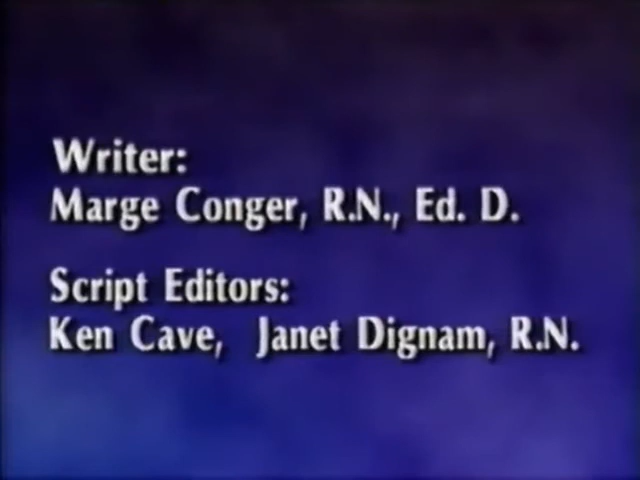 Writer:
Marge Conger, R.N., Ed. D.
Script Editors:
Ken Cave, Janet Dignam, R.N.